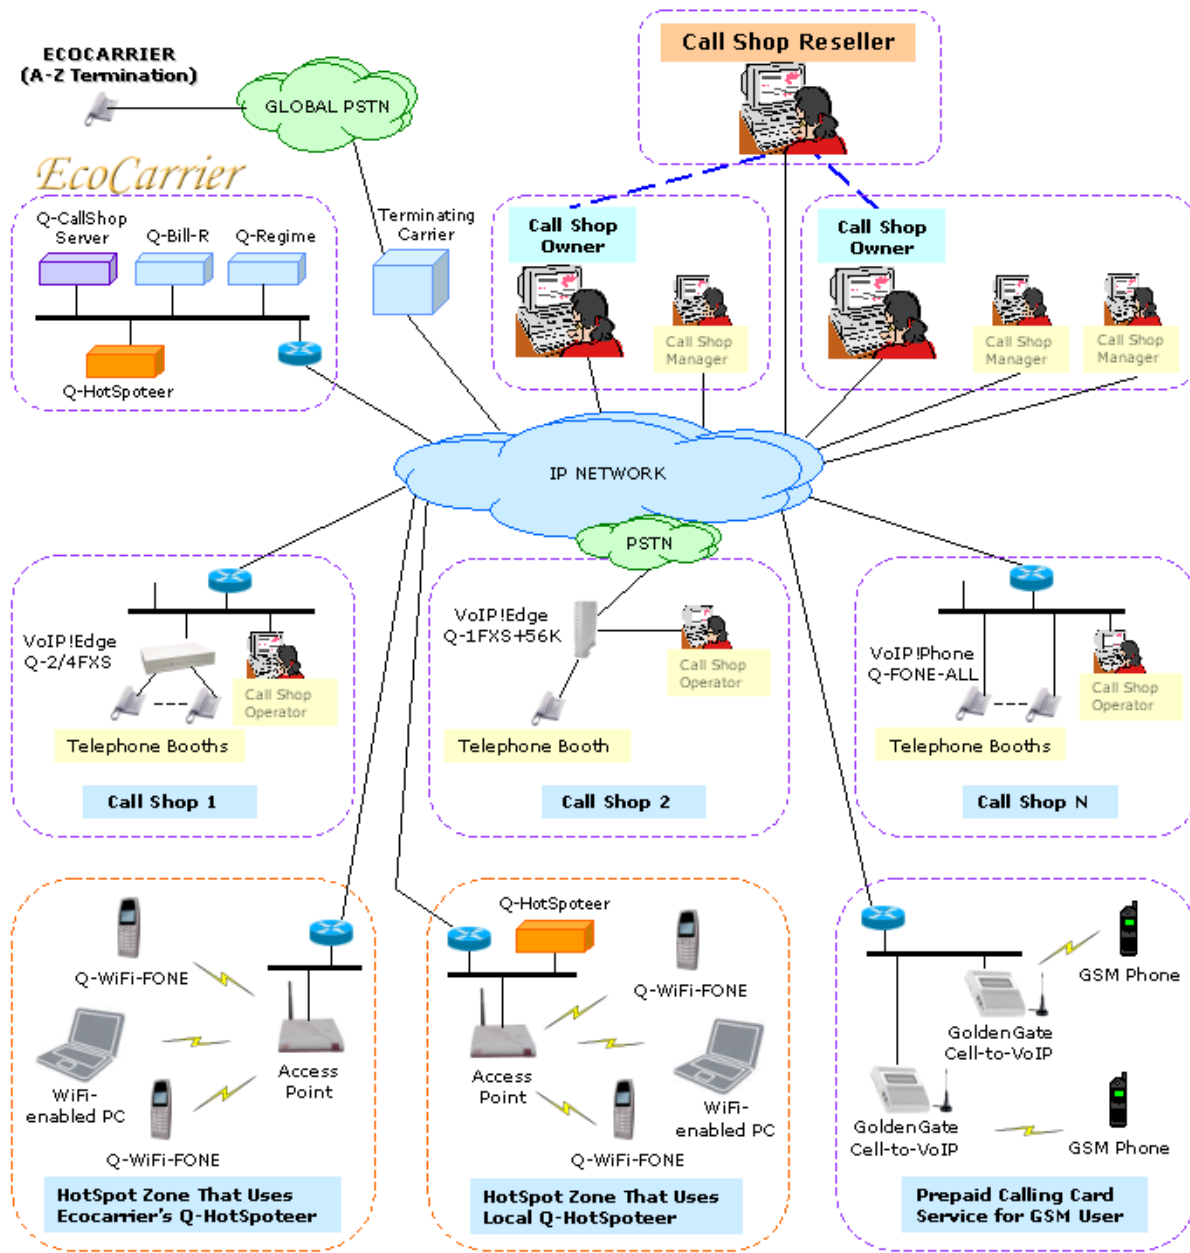 ECOCARRIER
(A-Z Termination)
GLOBAL PSTN
Call Shop Reseller
EcoCarrier
Q-CallShop
Server
Q-Bill-R
Q-Regime
Q-HotSpoteer
Terminating
Carrier
Call Shop
Owner
Call Shop
Manager
Call Shop
Owner
Call Shop
Manager
Call Shop
Manager
IP NETWORK
PSTN
VoIP!Edge
Q-2/4FXS
Call Shop
Operator
Telephone Booths
Call Shop 1
VoIP!Edge
Q-1FXS+56K
Call Shop
Operator
Telephone Booth
Call Shop 2
VoIP!Phone
Q-FONE-ALL
Call Shop
Operator
Telephone Booths
Call Shop N
Q-WiFi-FONE
WiFi-
enabled PC
Access
Point
Q-WiFi-FONE
HotSpot Zone That Uses
Ecocarrier's Q-HotSpoteer
Q-HotSpoteer
Q-WiFi-FONE
Access
Point
WiFi-
enabled PC
Q-WiFi-FONE
HotSpot Zone That Uses
Local Q-HotSpoteer
GSM Phone
GoldenGate
Cell-to-VoIP
GoldenGate
Cell-to-VoIP
GSM Phone
Prepaid Calling Card
Service for GSM User